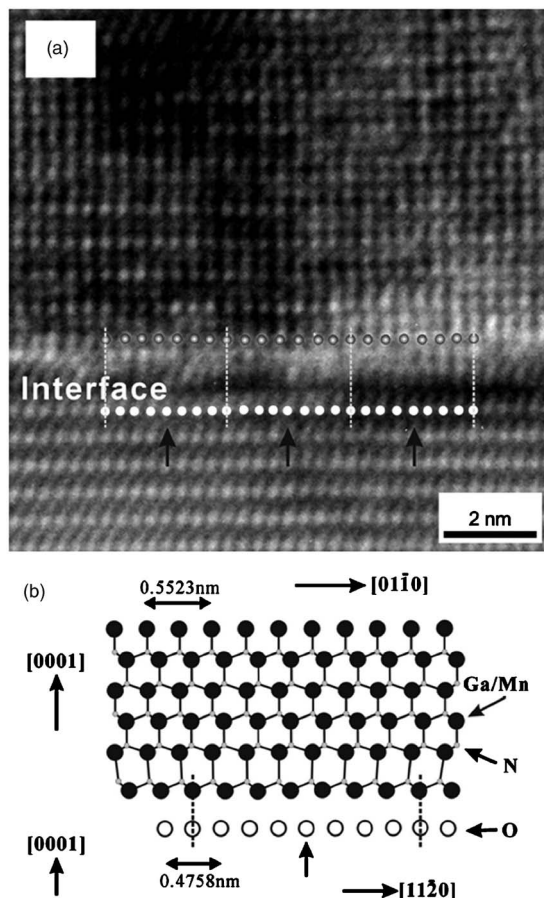 (a)
Interface
2 nm
(b)
0.5523nm
[011̄0]
[0001]
Ga/Mn
N
O
[0001]
0.4758nm
[112̄0]